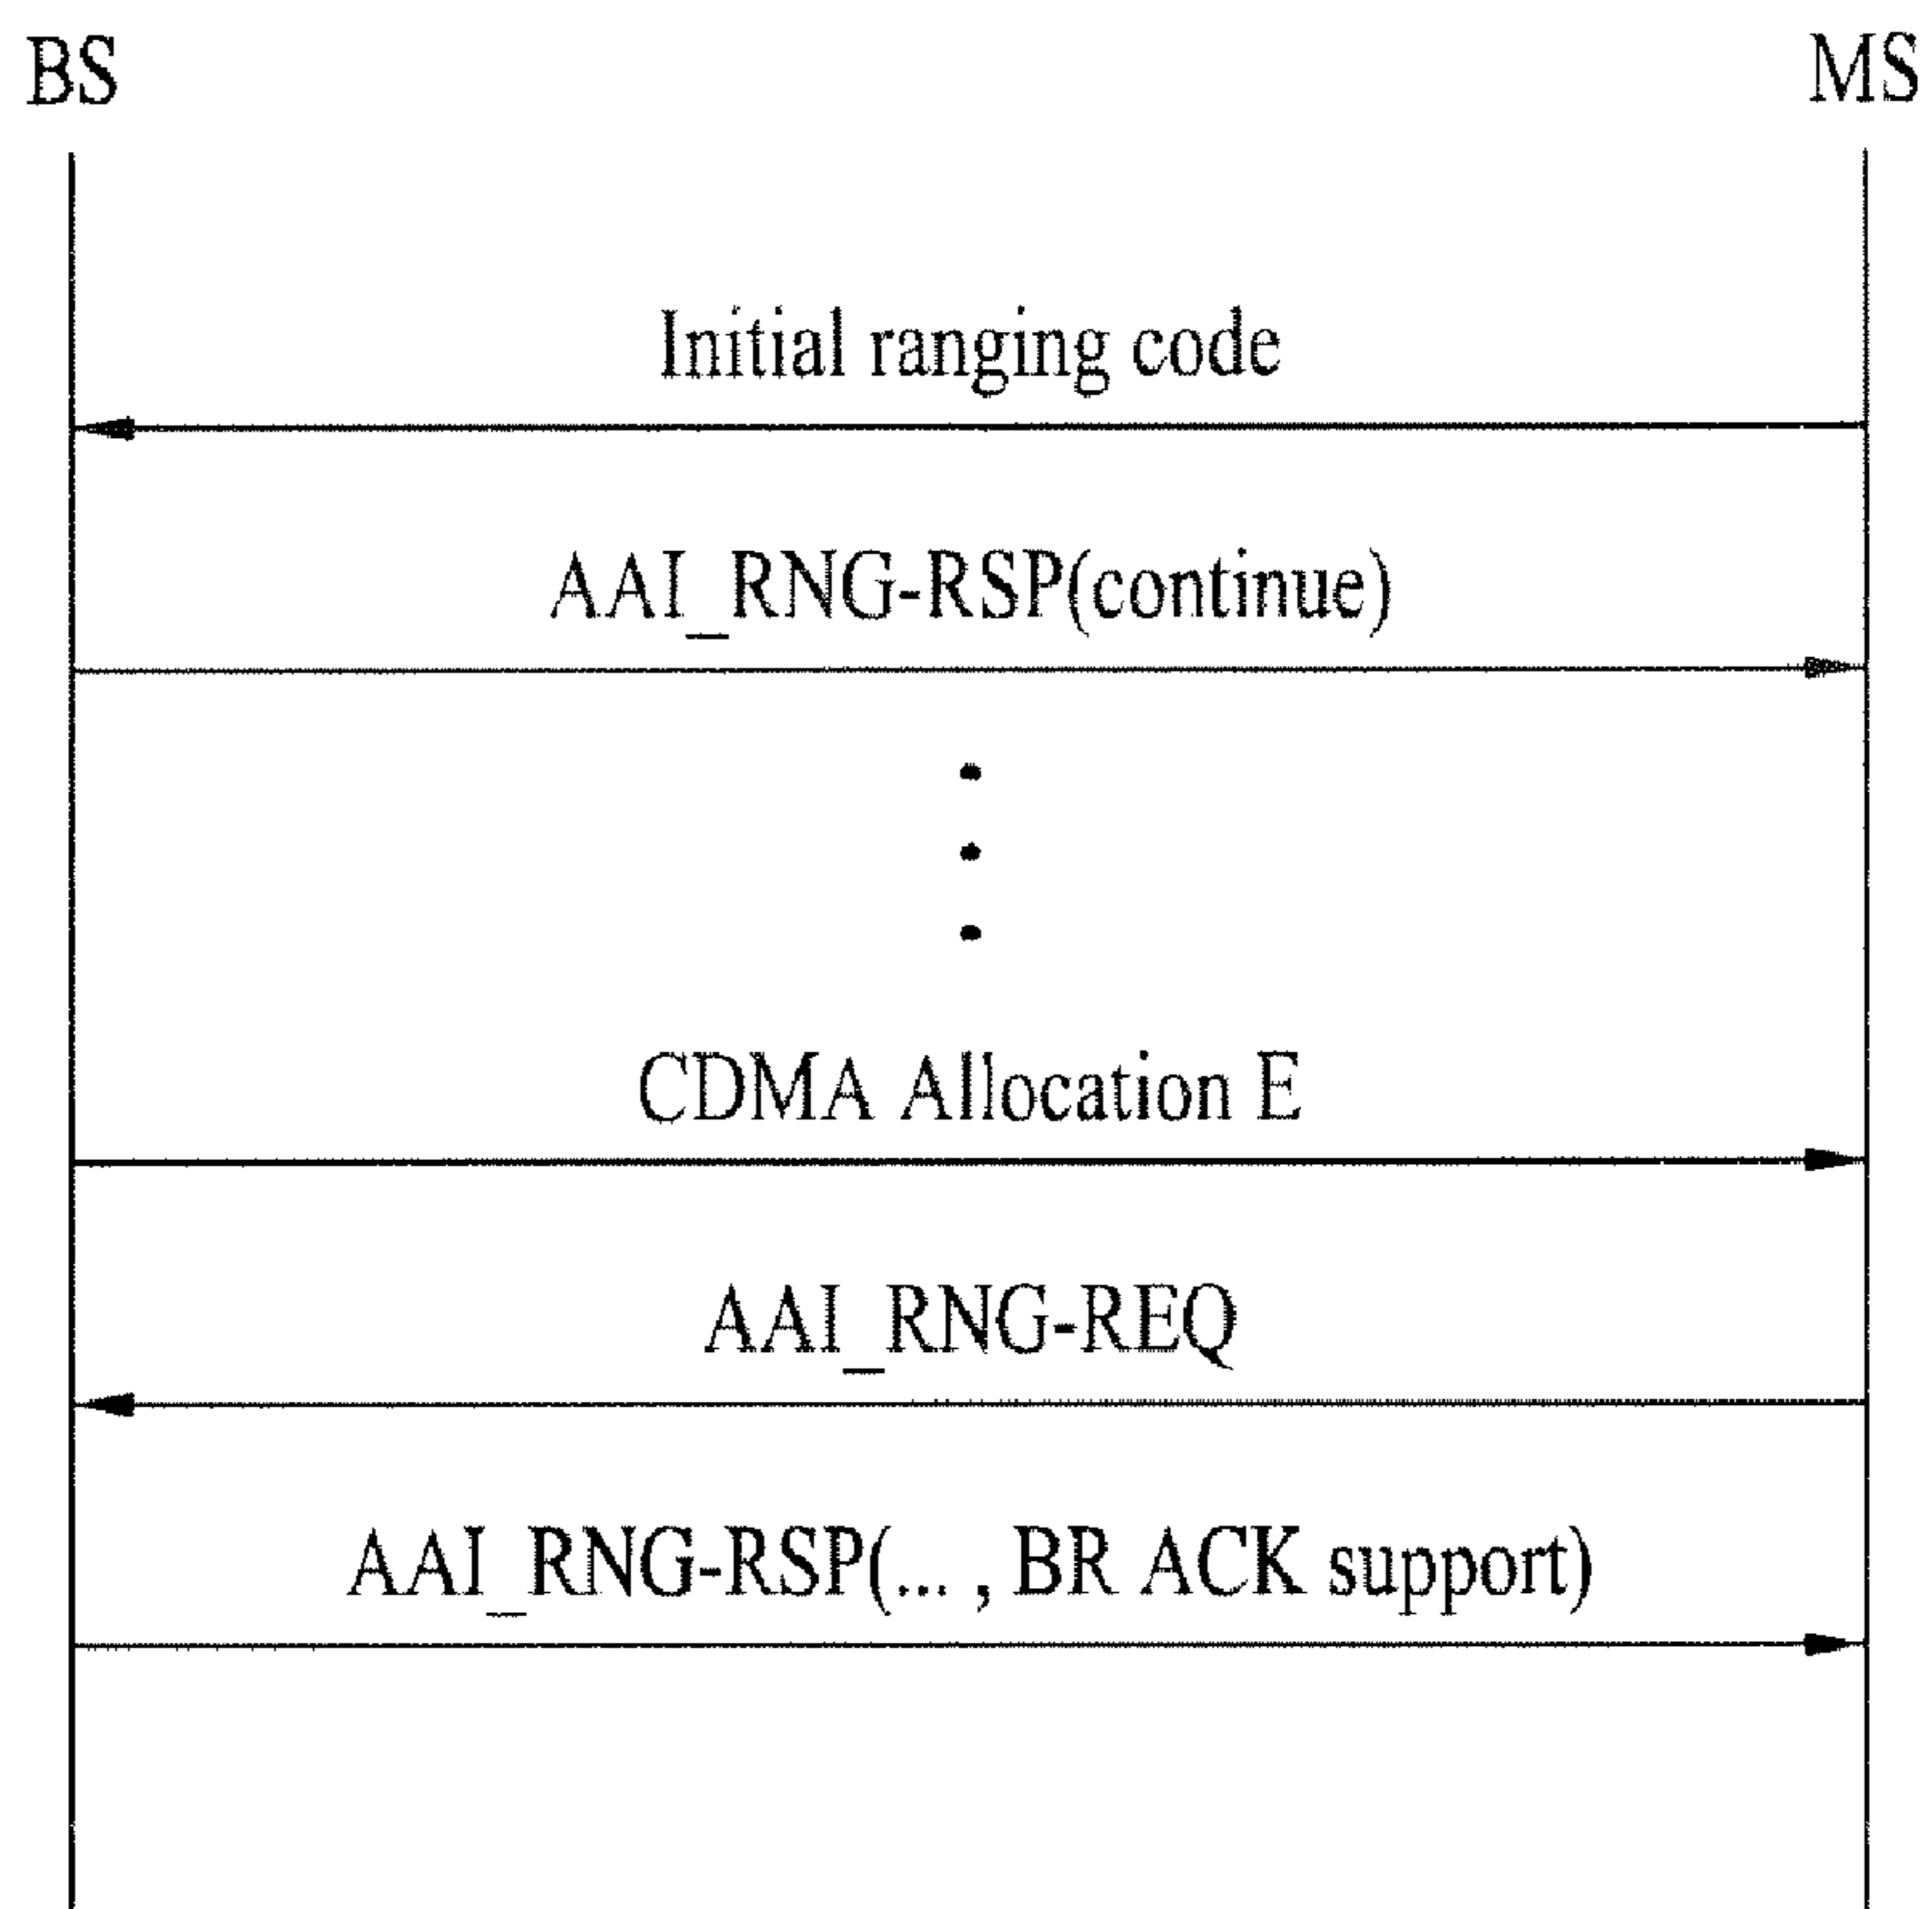 BS MS
Initial ranging code
AAI_RNG-RSP(continue)
CDMA Allocation E
AAI_RNG-REQ
AAI_RNG-RSP(... , BR ACK support)